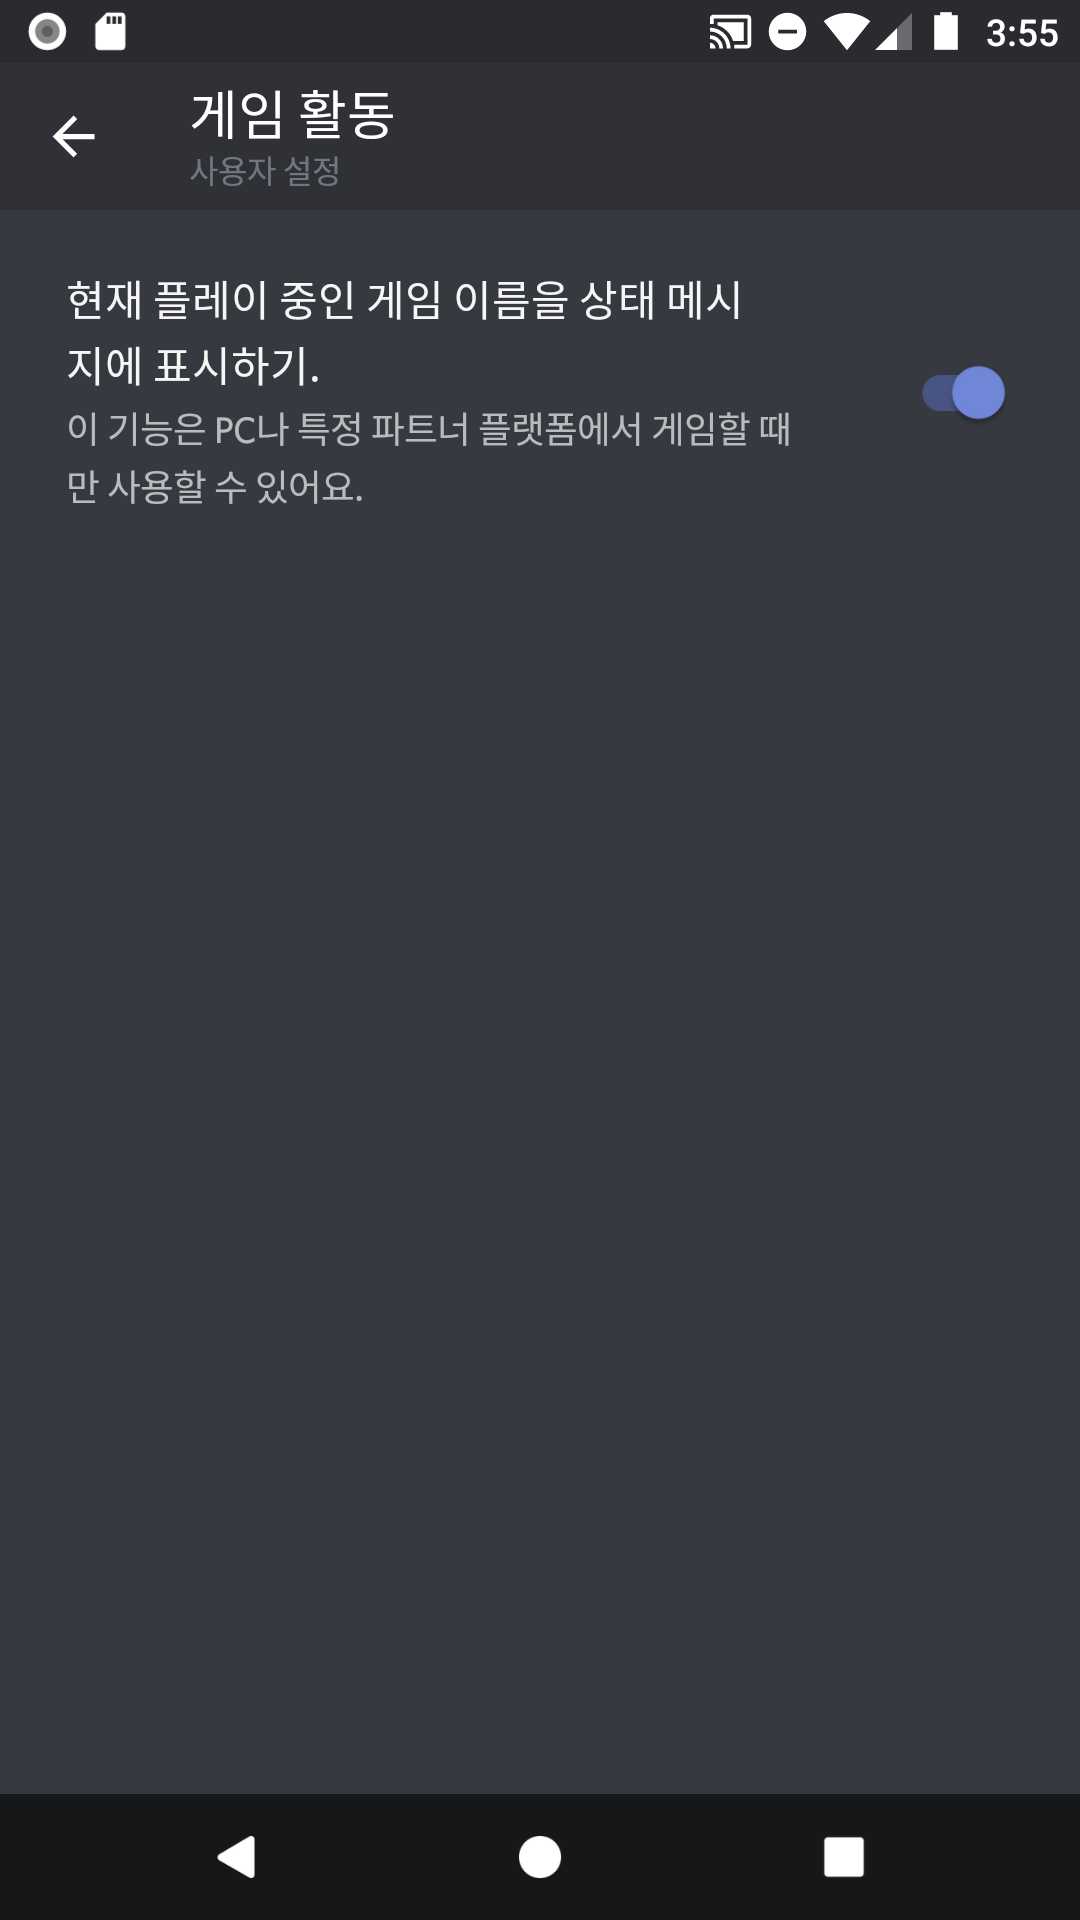 3:55
게임 활동
사용자 설정
현재 플레이 중인 게임 이름을 상태 메시
지에 표시하기.
이 기능은 PC나 특정 파트너 플랫폼에서 게임할 때
만 사용할 수 있어요.